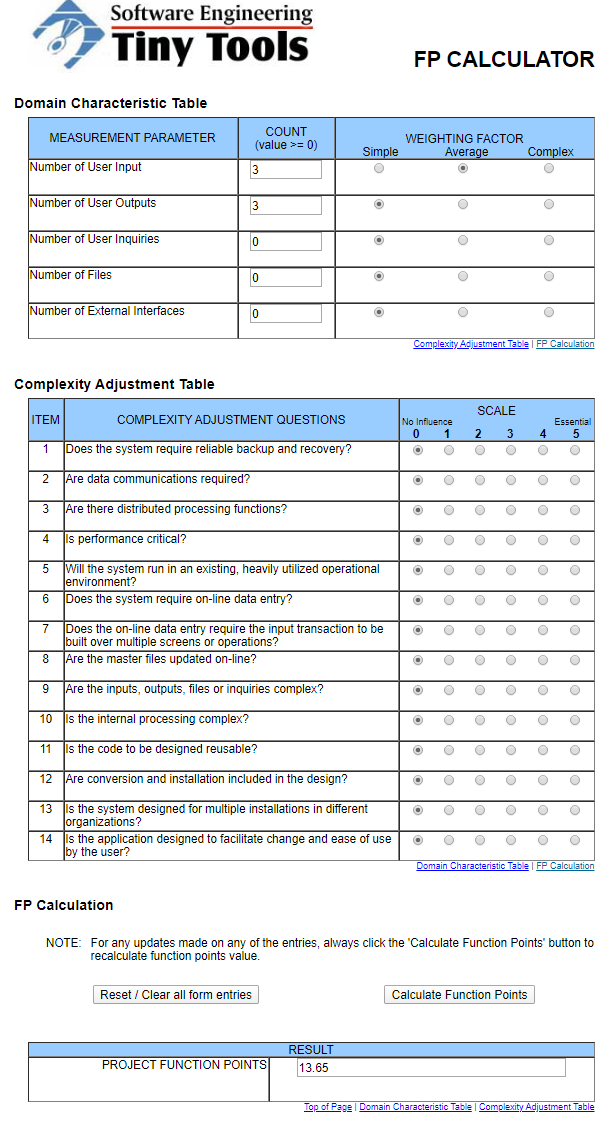 Software Engineering
Tiny Tools
FP CALCULATOR
Domain Characteristic Table
MEASUREMENT PARAMETER
COUNT
(value >= 0)
WEIGHTING FACTOR
Simple Average Complex
Number of User Input 3
Number of User Outputs 3
Number of User Inquiries 0
Number of Files 0
Number of External Interfaces 0
Complexity Adjustment Table | FP Calculation
Complexity Adjustment Table
ITEM COMPLEXITY ADJUSTMENT QUESTIONS
SCALE
No Influence Essential
0 1 2 3 4 5
1 Does the system require reliable backup and recovery?
2 Are data communications required?
3 Are there distributed processing functions?
4 Is performance critical?
5 Will the system run in an existing, heavily utilized operational
environment?
6 Does the system require on-line data entry?
7 Does the on-line data entry require the input transaction to be
built over multiple screens or operations?
8 Are the master files updated on-line?
9 Are the inputs, outputs, files or inquiries complex?
10 Is the internal processing complex?
11 Is the code to be designed reusable?
12 Are conversion and installation included in the design?
13 Is the system designed for multiple installations in different
organizations?
14 Is the application designed to facilitate change and ease of use
by the user?
Domain Characteristic Table | FP Calculation
FP Calculation
NOTE: For any updates made on any of the entries, always click the 'Calculate Function Points' button to
recalculate function points value.
Reset / Clear all form entries Calculate Function Points
RESULT
PROJECT FUNCTION POINTS 13.65
Top of Page | Domain Characteristic Table | Complexity Adjustment Table